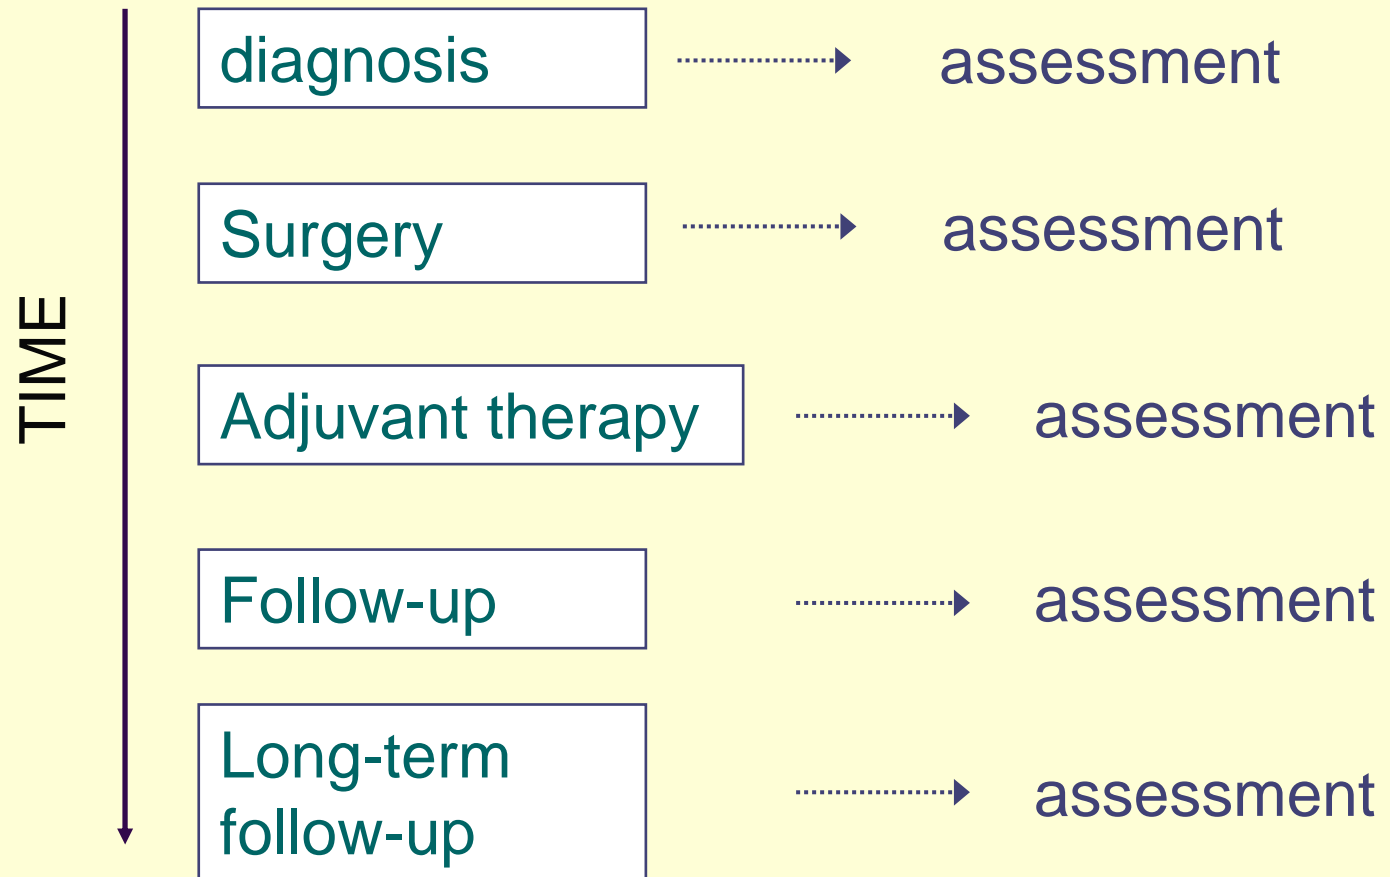 TIME
diagnosis
assessment
Surgery
assessment
Adjuvant therapy
assessment
Follow-up
assessment
Long-term
follow-up
assessment